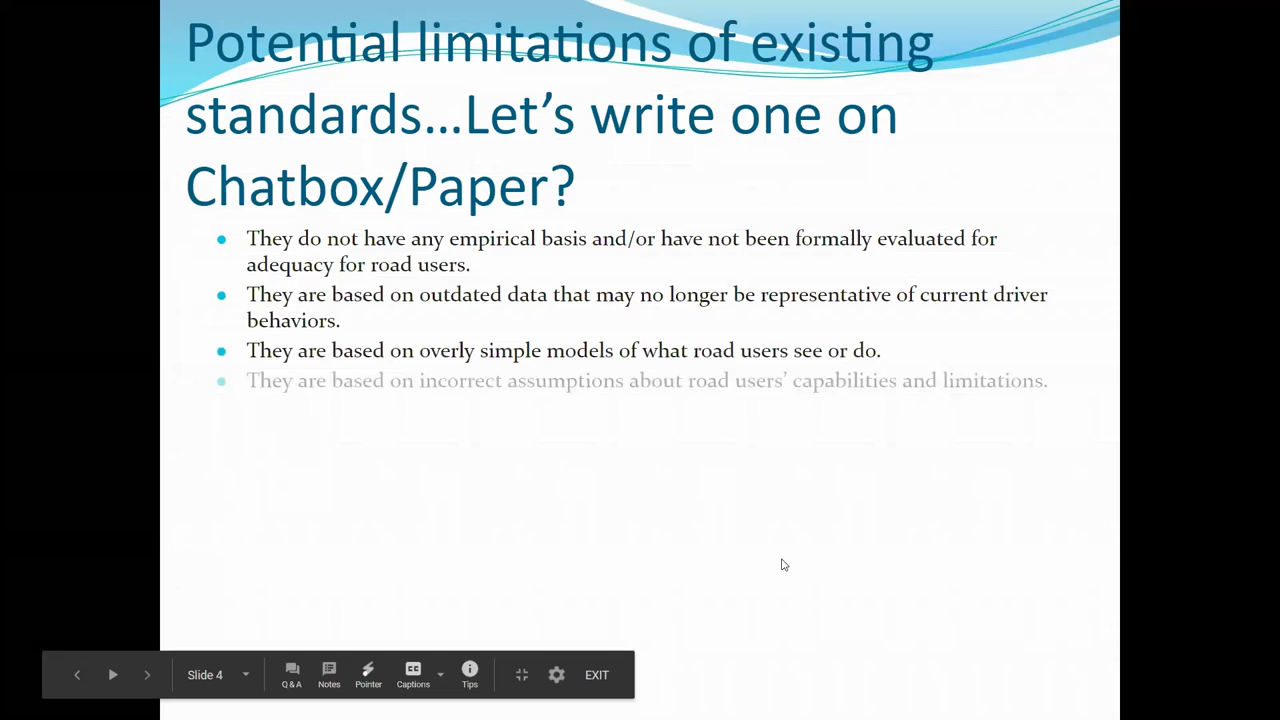 Potential limitations of existing
standards...Let's write one on
Chatbox/Paper?
• They do not have any empirical basis and/or have not been formally evaluated for
adequacy for road users.
• They are based on outdated data that may no longer be representative of current driver
behaviors.
• They are based on overly simple models of what road users see or do.
• They are based on incorrect assumptions about road users' capabilities and limitations.
Slide 4
Q & A
Notes
Pointer
CC
Captions
Tips
EXIT